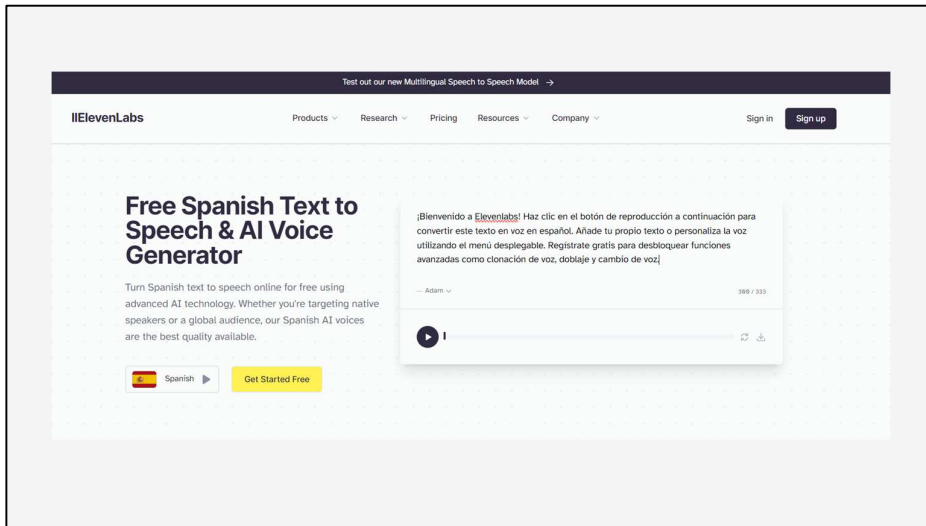 Test out our new Multilingual Speech to Speech Model →
IIElevenLabs
Products
Research
Pricing
Resources
Company
Sign in
Sign up
Free Spanish Text to
Speech & AI Voice
Generator
Turn Spanish text to speech online for free using
advanced AI technology. Whether you're targeting native
speakers or a global audience, our Spanish AI voices
are the best quality available.
Spanish
Get Started Free
¡Bienvenido a Elevenlabs! Haz clic en el botón de reproducción a continuación para
convertir este texto en voz en español. Añade tu propio texto o personaliza la voz
utilizando el menú desplegable. Regístrate gratis para desbloquear funciones
avanzadas como clonación de voz, doblaje y cambio de voz.
— Adam
300 / 333